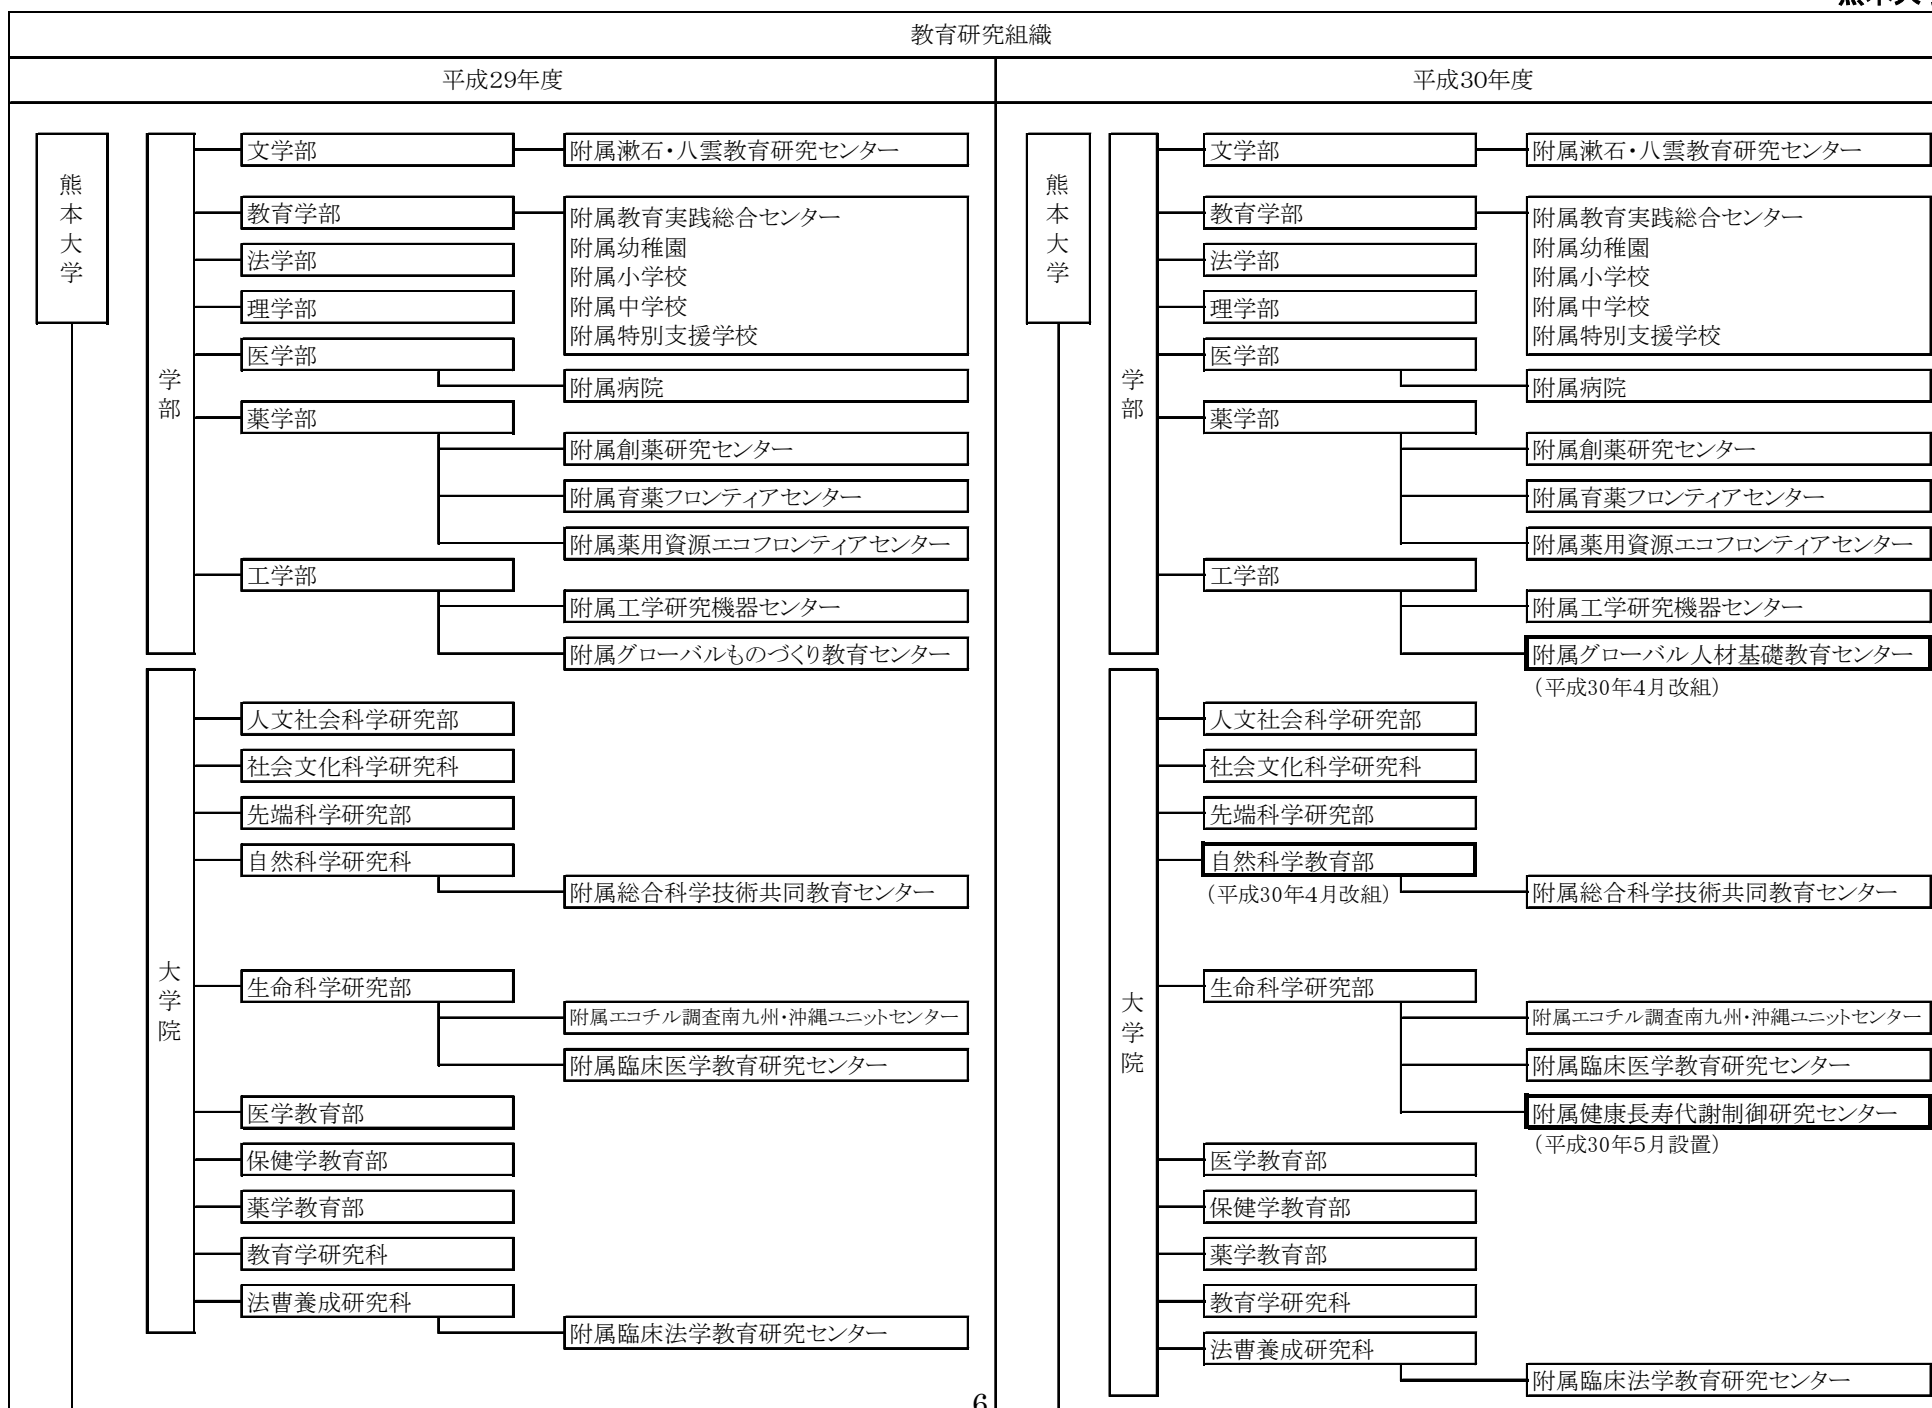 教育研究組織
平成29年度
熊本大学
学部
文学部
附属漱石・八雲教育研究センター
教育学部
附属教育実践総合センター
附属幼稚園
附属小学校
附属中学校
附属特別支援学校
法学部
理学部
医学部
附属病院
薬学部
附属創薬研究センター
附属育薬フロンティアセンター
附属薬用資源エコフロンティアセンター
工学部
附属工学研究機器センター
附属グローバルものづくり教育センター
大学院
人文社会科学研究部
社会文化科学研究科
先端科学研究部
自然科学研究科
附属総合科学技術共同教育センター
生命科学研究部
附属エコチル調査南九州・沖縄ユニットセンター
附属臨床医学教育研究センター
医学教育部
保健学教育部
薬学教育部
教育学研究科
法曹養成研究科
附属臨床法学教育研究センター
平成30年度
熊本大学
学部
文学部
附属漱石・八雲教育研究センター
教育学部
附属教育実践総合センター
附属幼稚園
附属小学校
附属中学校
附属特別支援学校
法学部
理学部
医学部
附属病院
薬学部
附属創薬研究センター
附属育薬フロンティアセンター
附属薬用資源エコフロンティアセンター
工学部
附属工学研究機器センター
附属グローバル人材基礎教育センター
（平成30年4月改組）
大学院
人文社会科学研究部
社会文化科学研究科
先端科学研究部
自然科学教育部
（平成30年4月改組）
附属総合科学技術共同教育センター
生命科学研究部
附属エコチル調査南九州・沖縄ユニットセンター
附属臨床医学教育研究センター
附属健康長寿代謝制御研究センター
（平成30年5月設置）
医学教育部
保健学教育部
薬学教育部
教育学研究科
法曹養成研究科
附属臨床法学教育研究センター
6